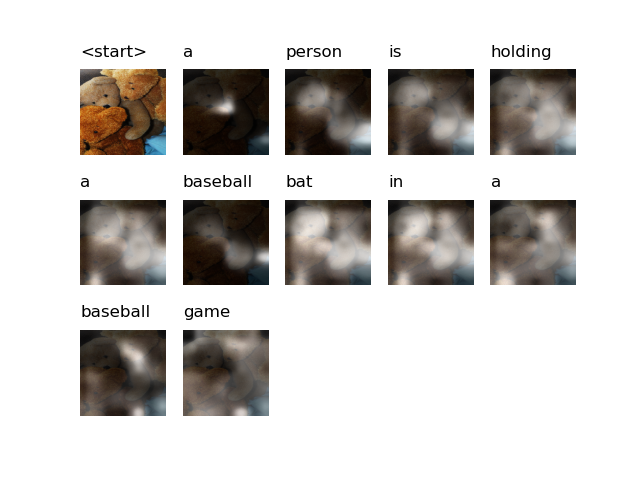 <start> a person is holding
a baseball bat in a
baseball game